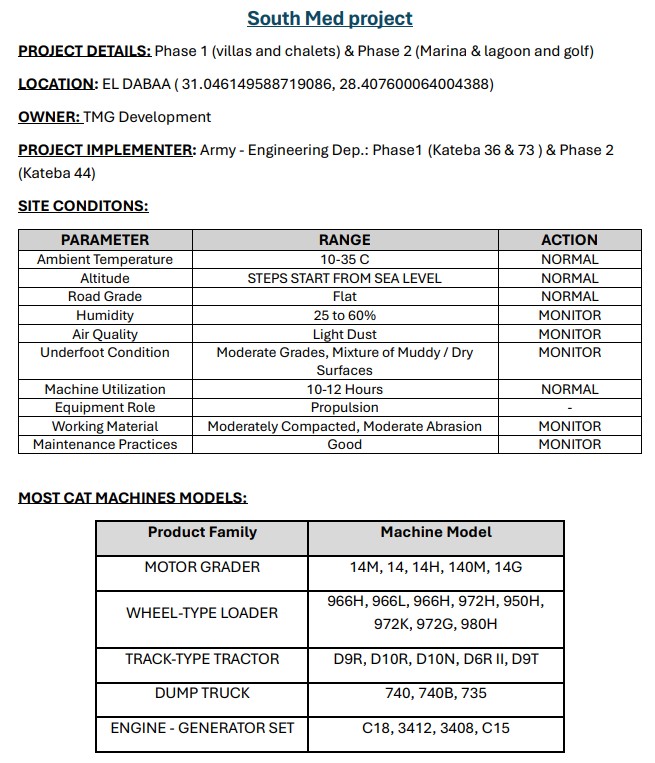 South Med project
PROJECT DETAILS: Phase 1 (villas and chalets) & Phase 2 (Marina & lagoon and golf)
LOCATION: EL DABAA ( 31.046149588719086, 28.407600064004388)
OWNER: TMG Development
PROJECT IMPLEMENTER: Army - Engineering Dep.: Phase1 (Kateba 36 & 73 ) & Phase 2
(Kateba 44)
SITE CONDITONS:
PARAMETER RANGE ACTION
Ambient Temperature 10-35 C NORMAL
Altitude STEPS START FROM SEA LEVEL NORMAL
Road Grade Flat NORMAL
Humidity 25 to 60% MONITOR
Air Quality Light Dust MONITOR
Underfoot Condition Moderate Grades, Mixture of Muddy / Dry MONITOR
Surfaces
Machine Utilization 10-12 Hours NORMAL
Equipment Role Propulsion -
Working Material Moderately Compacted, Moderate Abrasion MONITOR
Maintenance Practices Good MONITOR
MOST CAT MACHINES MODELS:
Product Family Machine Model
MOTOR GRADER 14M, 14, 14H, 140M, 14G
WHEEL-TYPE LOADER 966H, 966L, 966H, 972H, 950H,
972K, 972G, 980H
TRACK-TYPE TRACTOR D9R, D10R, D10N, D6R II, D9T
DUMP TRUCK 740, 740B, 735
ENGINE - GENERATOR SET C18, 3412, 3408, C15